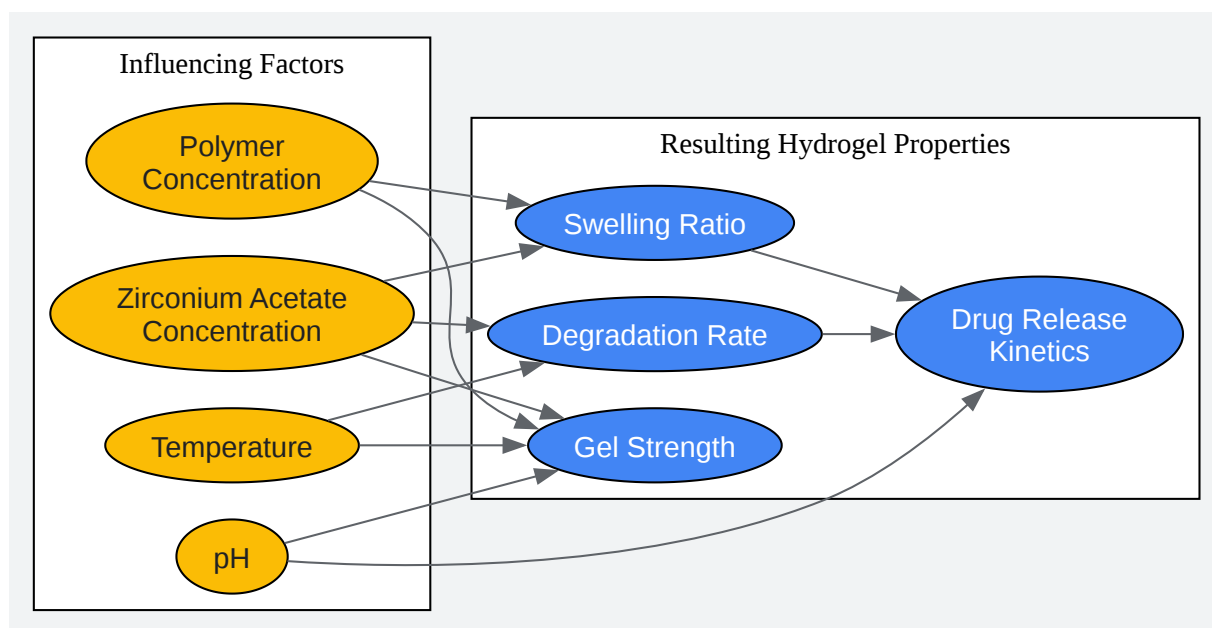 Influencing Factors
Polymer
Concentration
Zirconium Acetate
Concentration
Temperature
pH
Resulting Hydrogel Properties
Swelling Ratio
Degradation Rate
Gel Strength
Drug Release
Kinetics